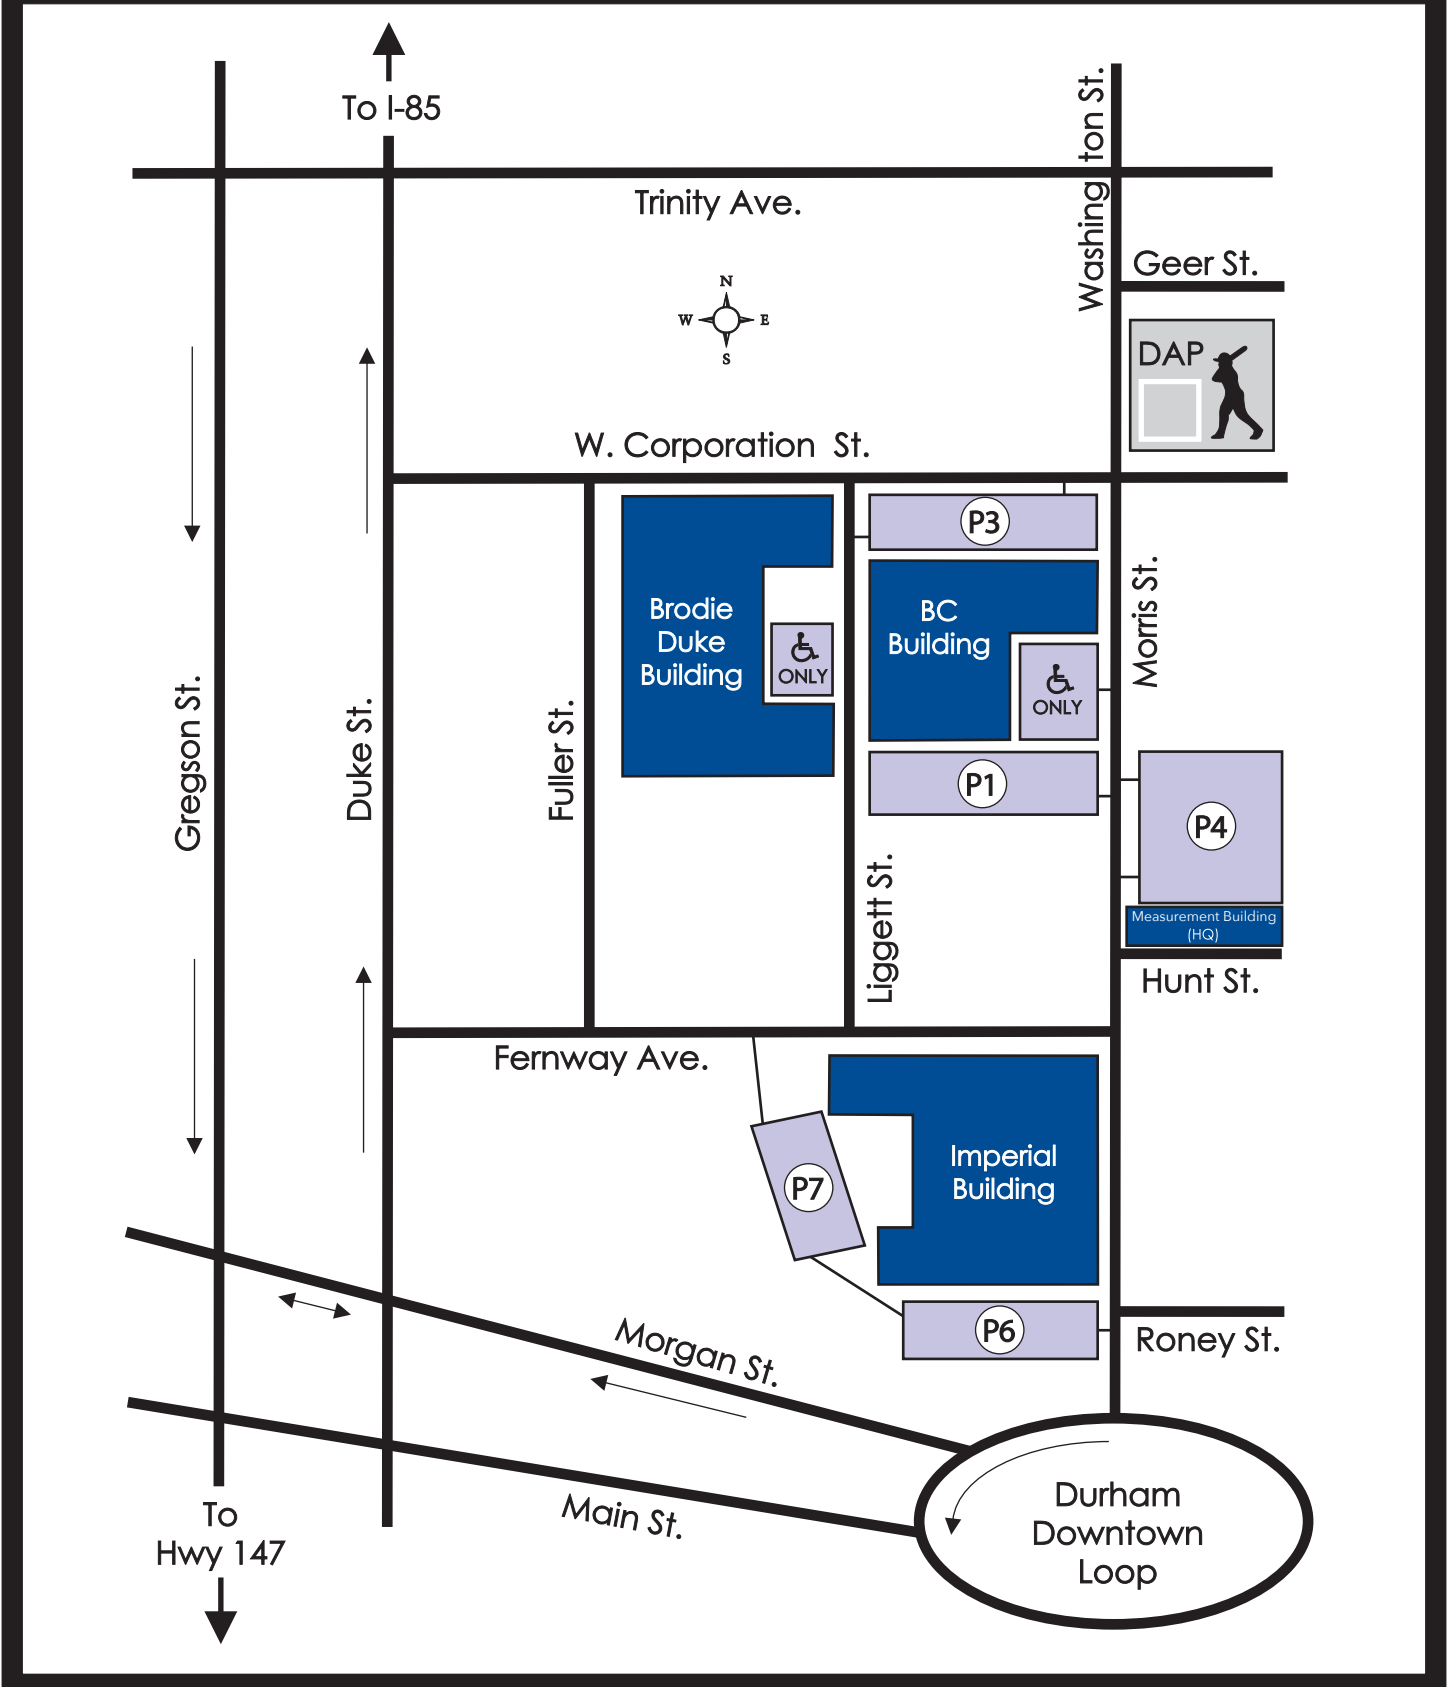 To I-85
Washington St.
Trinity Ave.
Geer St.
N
W E
S
DAP
W. Corporation St.
P3
Brodie
Duke
Building
ONLY
BC
Building
ONLY
Morris St.
Gregson St.
Duke St.
Fuller St.
P1
P4
Liggett St.
Measurement Building
(HQ)
Hunt St.
Fernway Ave.
Imperial
Building
P7
P6
Roney St.
Morgan St.
Main St.
To
Hwy 147
Durham
Downtown
Loop